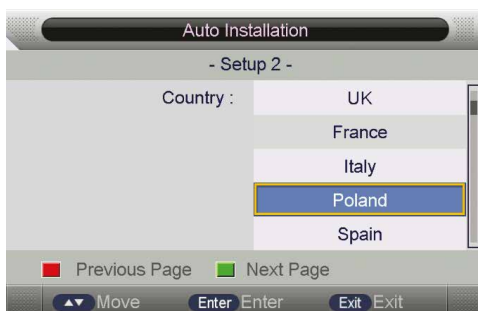 Auto Installation
- Setup 2 -
Country : UK
France
Italy
Poland
Spain
Previous Page Next Page
▲▼ Move Enter Enter Exit Exit